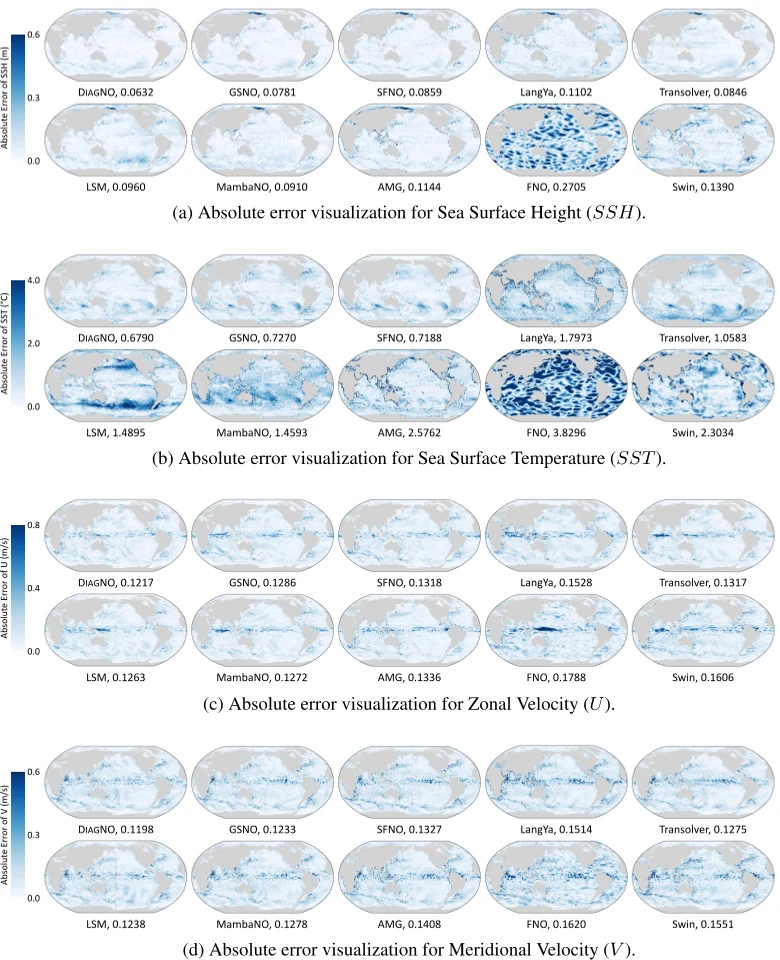 Absolute Error of SSH (m)
0.6
0.3
0.0
DIAGNO, 0.0632 GSNO, 0.0781 SFNO, 0.0859 LangYa, 0.1102 Transolver, 0.0846
LSM, 0.0960 MambaNO, 0.0910 AMG, 0.1144 FNO, 0.2705 Swin, 0.1390
(a) Absolute error visualization for Sea Surface Height (SSH).
Absolute Error of SST (°C)
4.0
2.0
0.0
DIAGNO, 0.6790 GSNO, 0.7270 SFNO, 0.7188 LangYa, 1.7973 Transolver, 1.0583
LSM, 1.4895 MambaNO, 1.4593 AMG, 2.5762 FNO, 3.8296 Swin, 2.3034
(b) Absolute error visualization for Sea Surface Temperature (SST).
Absolute Error of U (m/s)
0.8
0.4
0.0
DIAGNO, 0.1217 GSNO, 0.1286 SFNO, 0.1318 LangYa, 0.1528 Transolver, 0.1317
LSM, 0.1263 MambaNO, 0.1272 AMG, 0.1336 FNO, 0.1788 Swin, 0.1606
(c) Absolute error visualization for Zonal Velocity (U).
Absolute Error of V (m/s)
0.6
0.3
0.0
DIAGNO, 0.1198 GSNO, 0.1233 SFNO, 0.1327 LangYa, 0.1514 Transolver, 0.1275
LSM, 0.1238 MambaNO, 0.1278 AMG, 0.1408 FNO, 0.1620 Swin, 0.1551
(d) Absolute error visualization for Meridional Velocity (V).